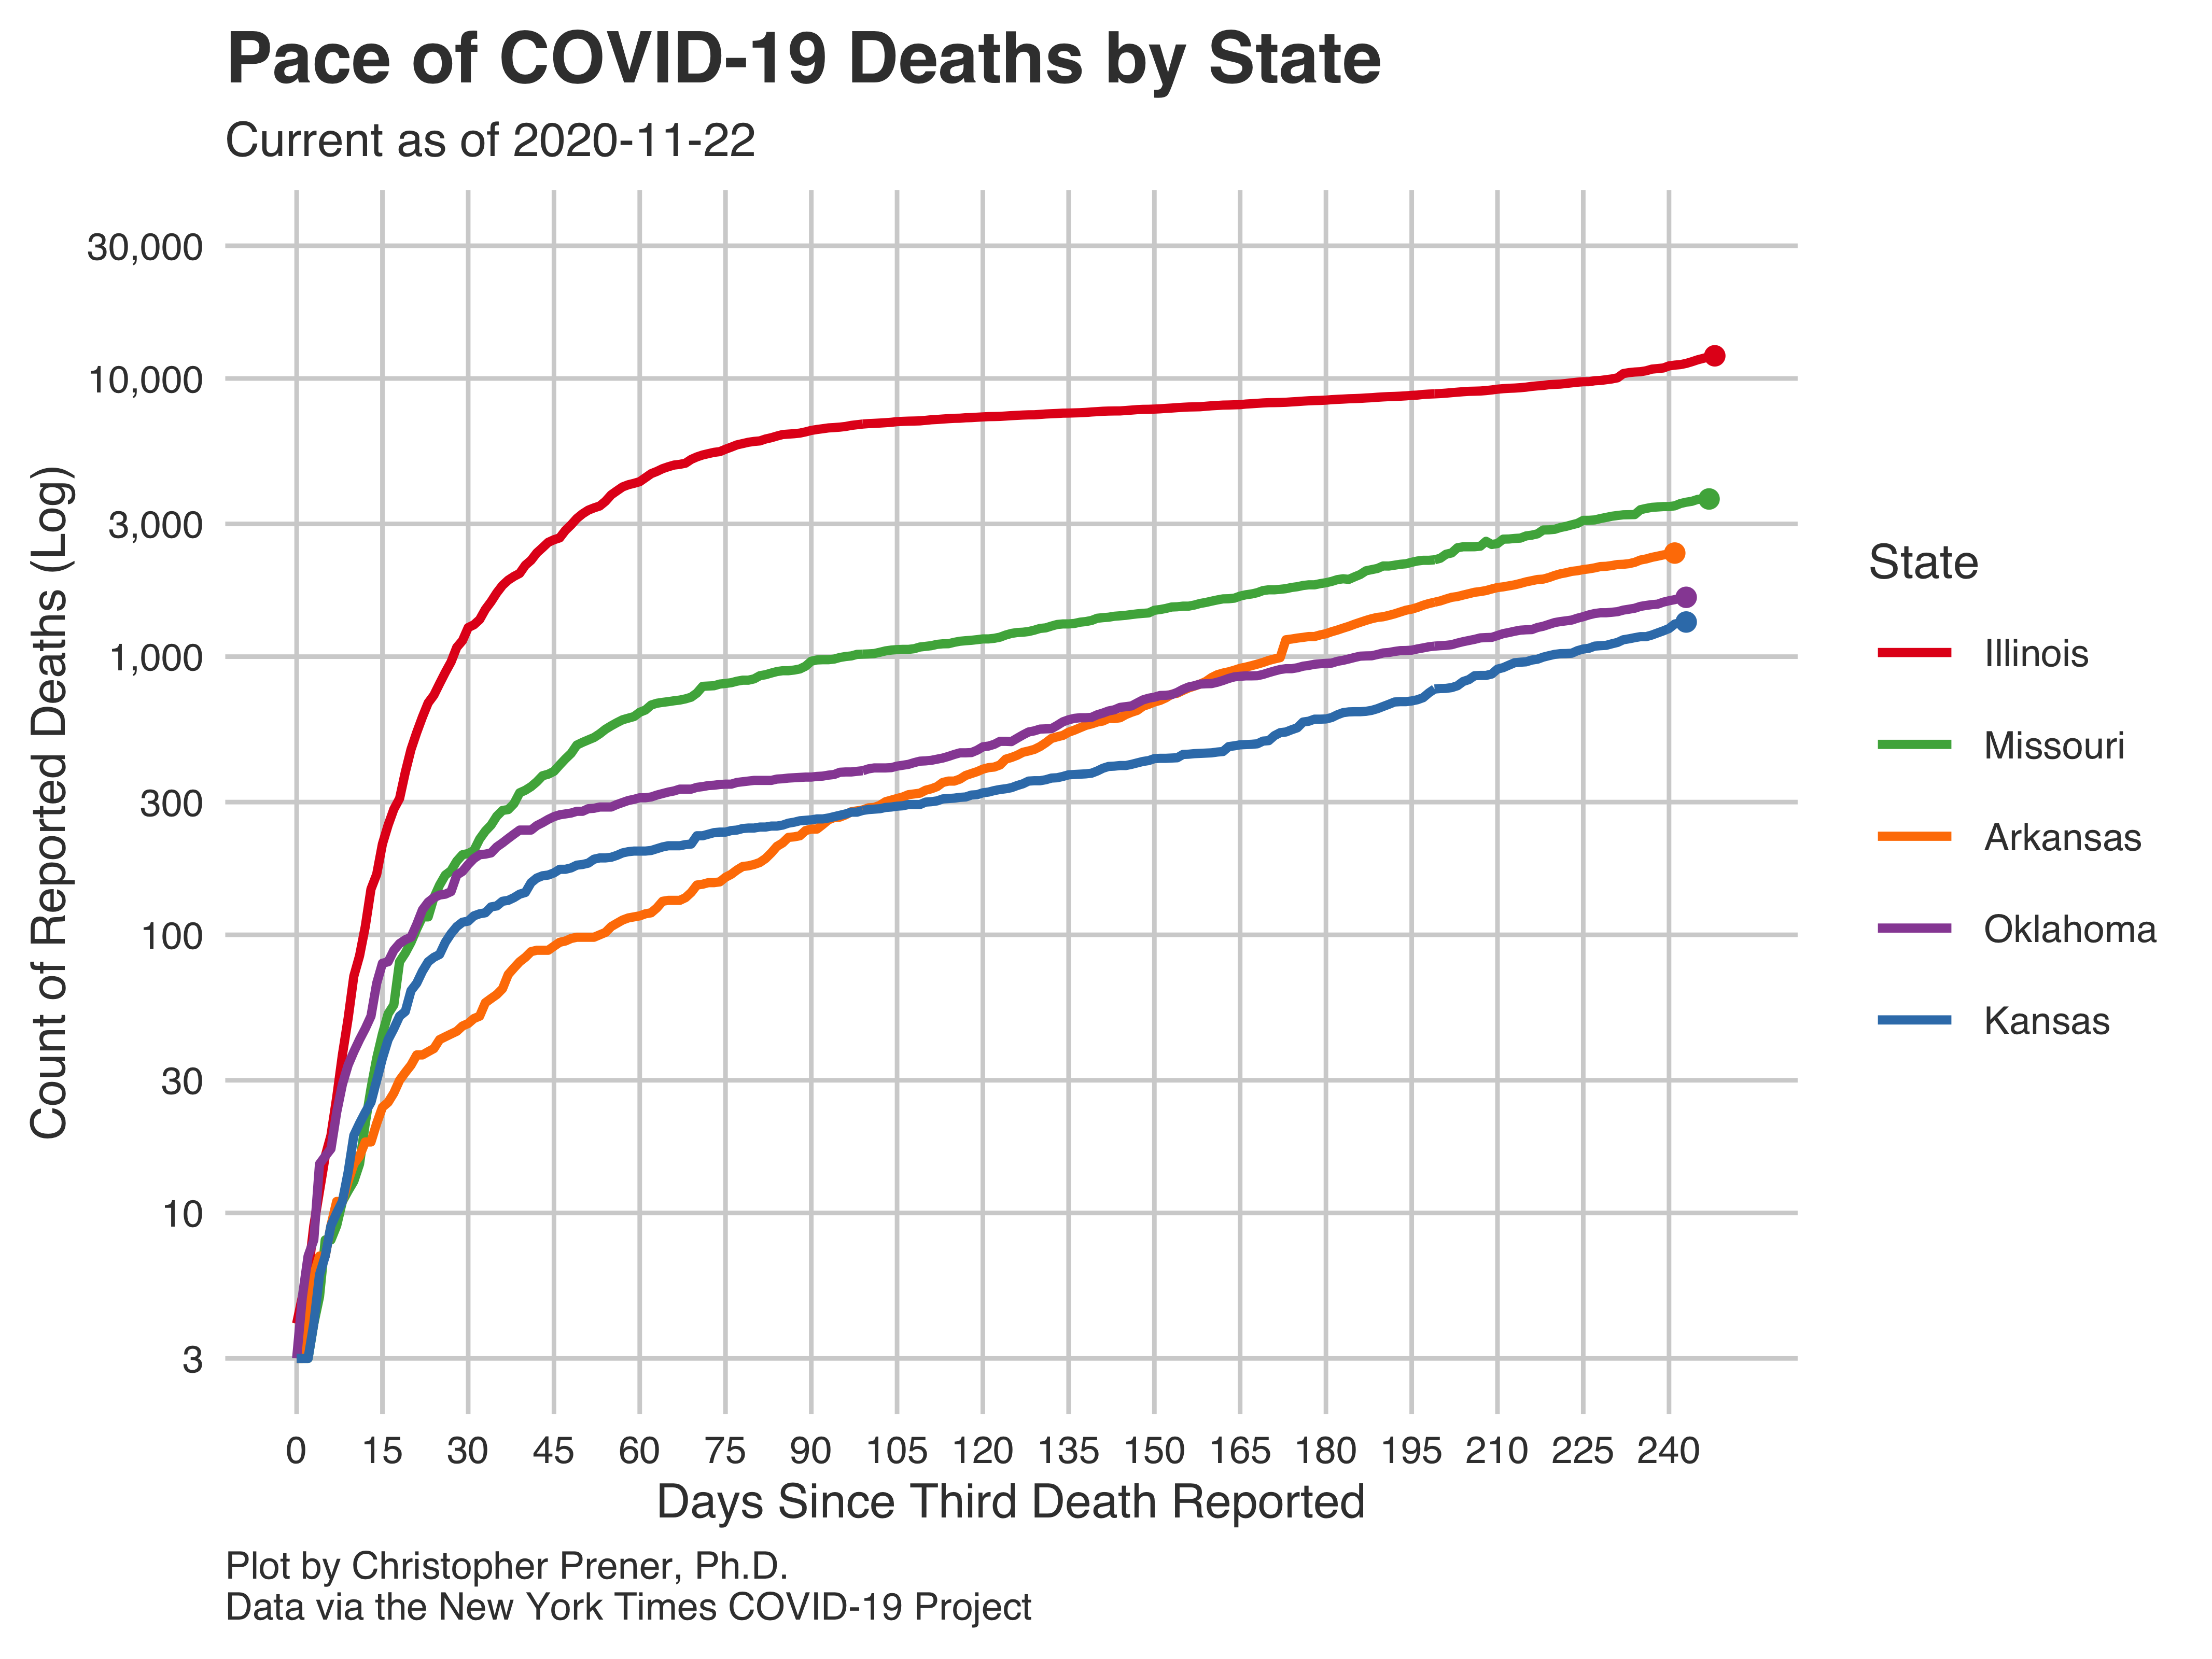 Pace of COVID-19 Deaths by State
Current as of 2020-11-22
Count of Reported Deaths (Log)
30,000
10,000
3,000
1,000
300
100
30
10
3
0 15 30 45 60 75 90 105 120 135 150 165 180 195 210 225 240
Days Since Third Death Reported
State
Illinois
Missouri
Arkansas
Oklahoma
Kansas
Plot by Christopher Prener, Ph.D.
Data via the New York Times COVID-19 Project